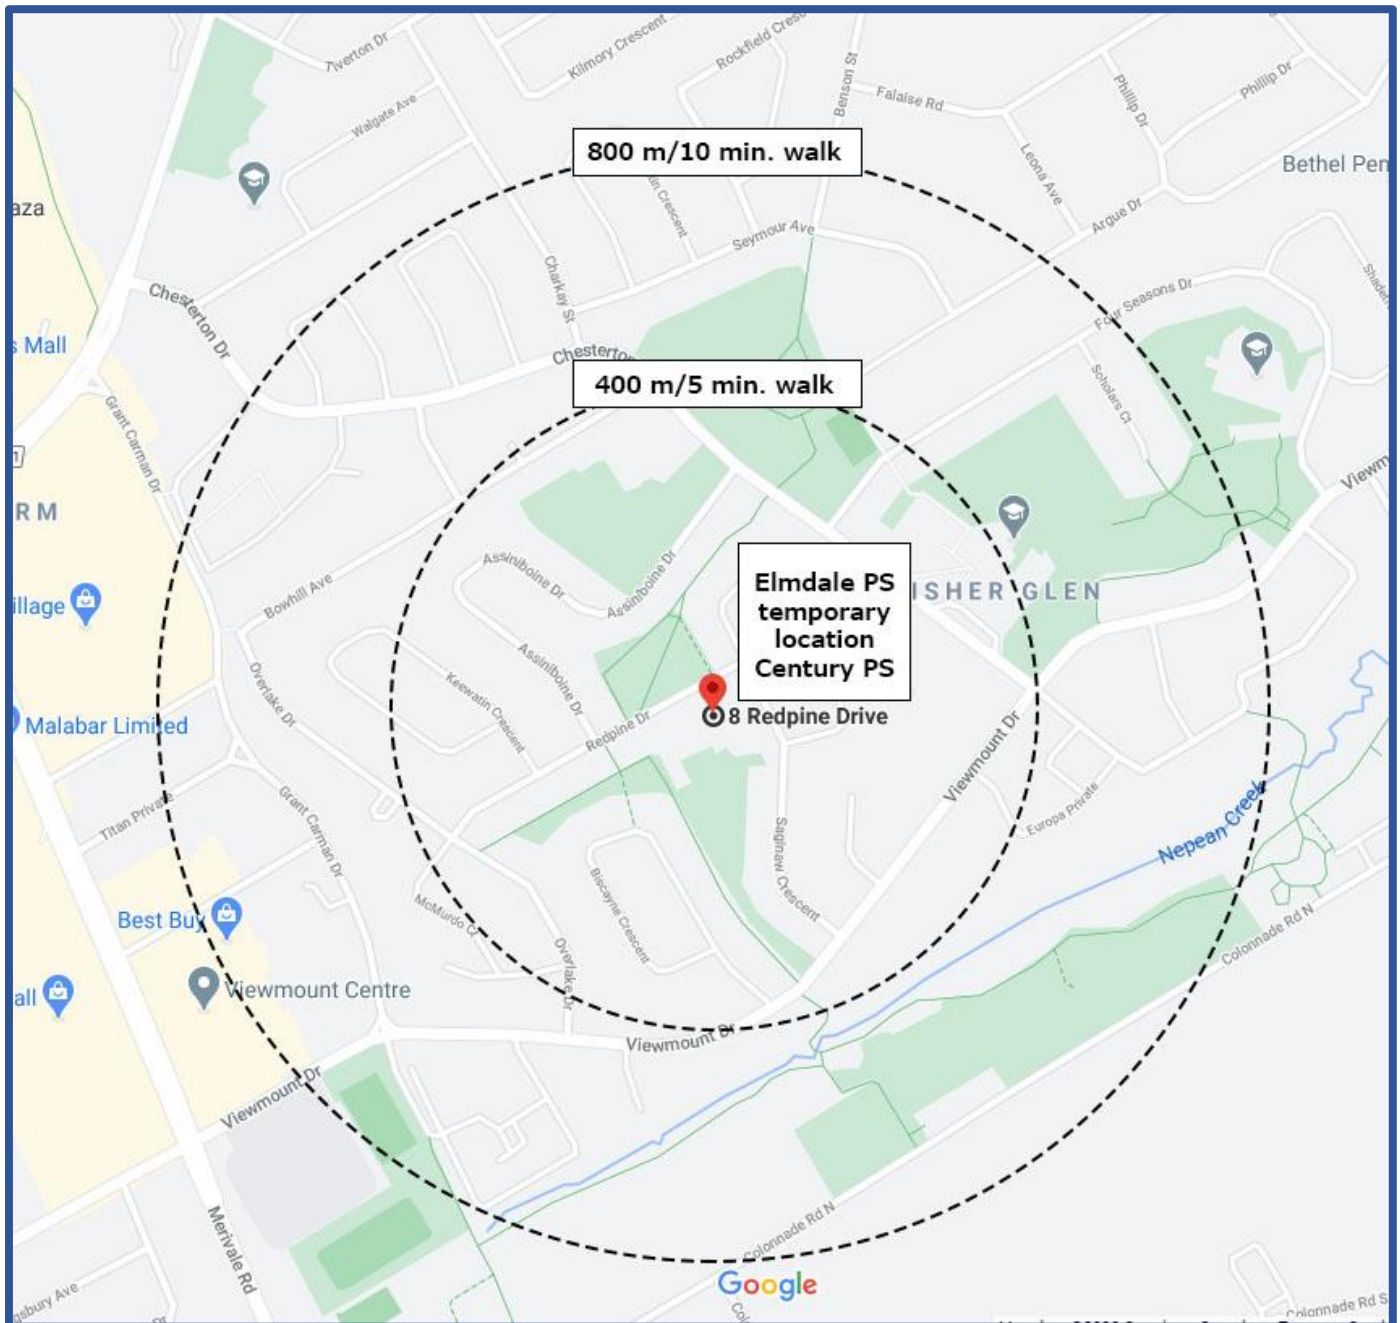 Tiverton Dr
Kilmory Crescent
Rockfield
Benson St
Falaise Rd
Phillip Dr
Phillip Dr
Walgate Ave
800 m/10 min. walk
Leona Ave
Bethel
Crescent
Argue Dr
Seymour Ave
Charkay St
Chesterton Dr
Four Seasons Dr
Mall
Chesterton
400 m/5 min. walk
Scholars Ct
Grant Carman Dr
RM
Assiniboine Dr
Assiniboine Dr
Bowhill Ave
Elmdale PS
temporary
location
Century PS
ISHER GLEN
Assiniboine Dr
Keewatin Crescent
Overlake Dr
Redpine Dr
8 Redpine Drive
Malabar Limited
Viewmount Dr
Titan Private
Grant Carman Dr
Europa Private
Nepean Creek
Saginaw Crescent
Biscayne Crescent
Best Buy
McMurdo Ct
Overlake Dr
Colonnade Rd N
Viewmount Centre
Viewmount Dr
Viewmount Dr
Merivale Rd
Colonnade Rd N
Google
Colonnade Rd S